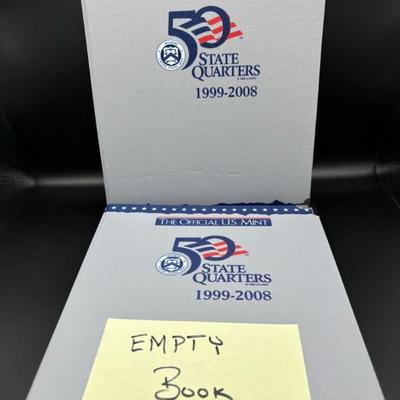 50
STATE
QUARTERS
1999-2008
THE OFFICIAL U.S. MINT
50
STATE
QUARTERS
1999-2008
EMPTY
BOOK